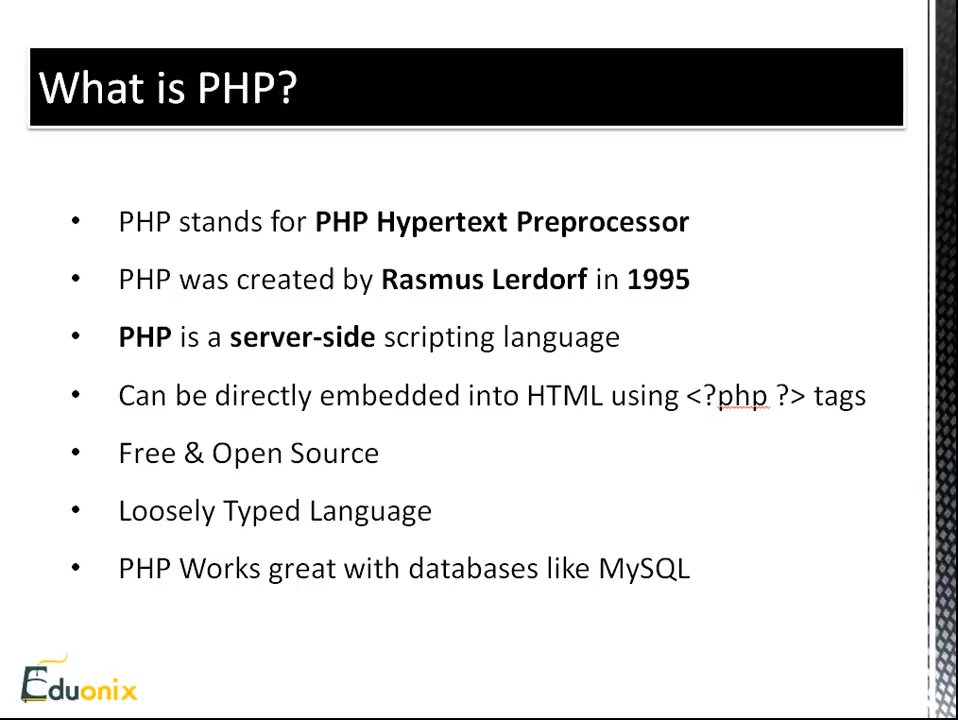 What is PHP?
• PHP stands for PHP Hypertext Preprocessor
• PHP was created by Rasmus Lerdorf in 1995
• PHP is a server-side scripting language
• Can be directly embedded into HTML using <?php ?> tags
• Free & Open Source
• Loosely Typed Language
• PHP Works great with databases like MySQL
Eduonix